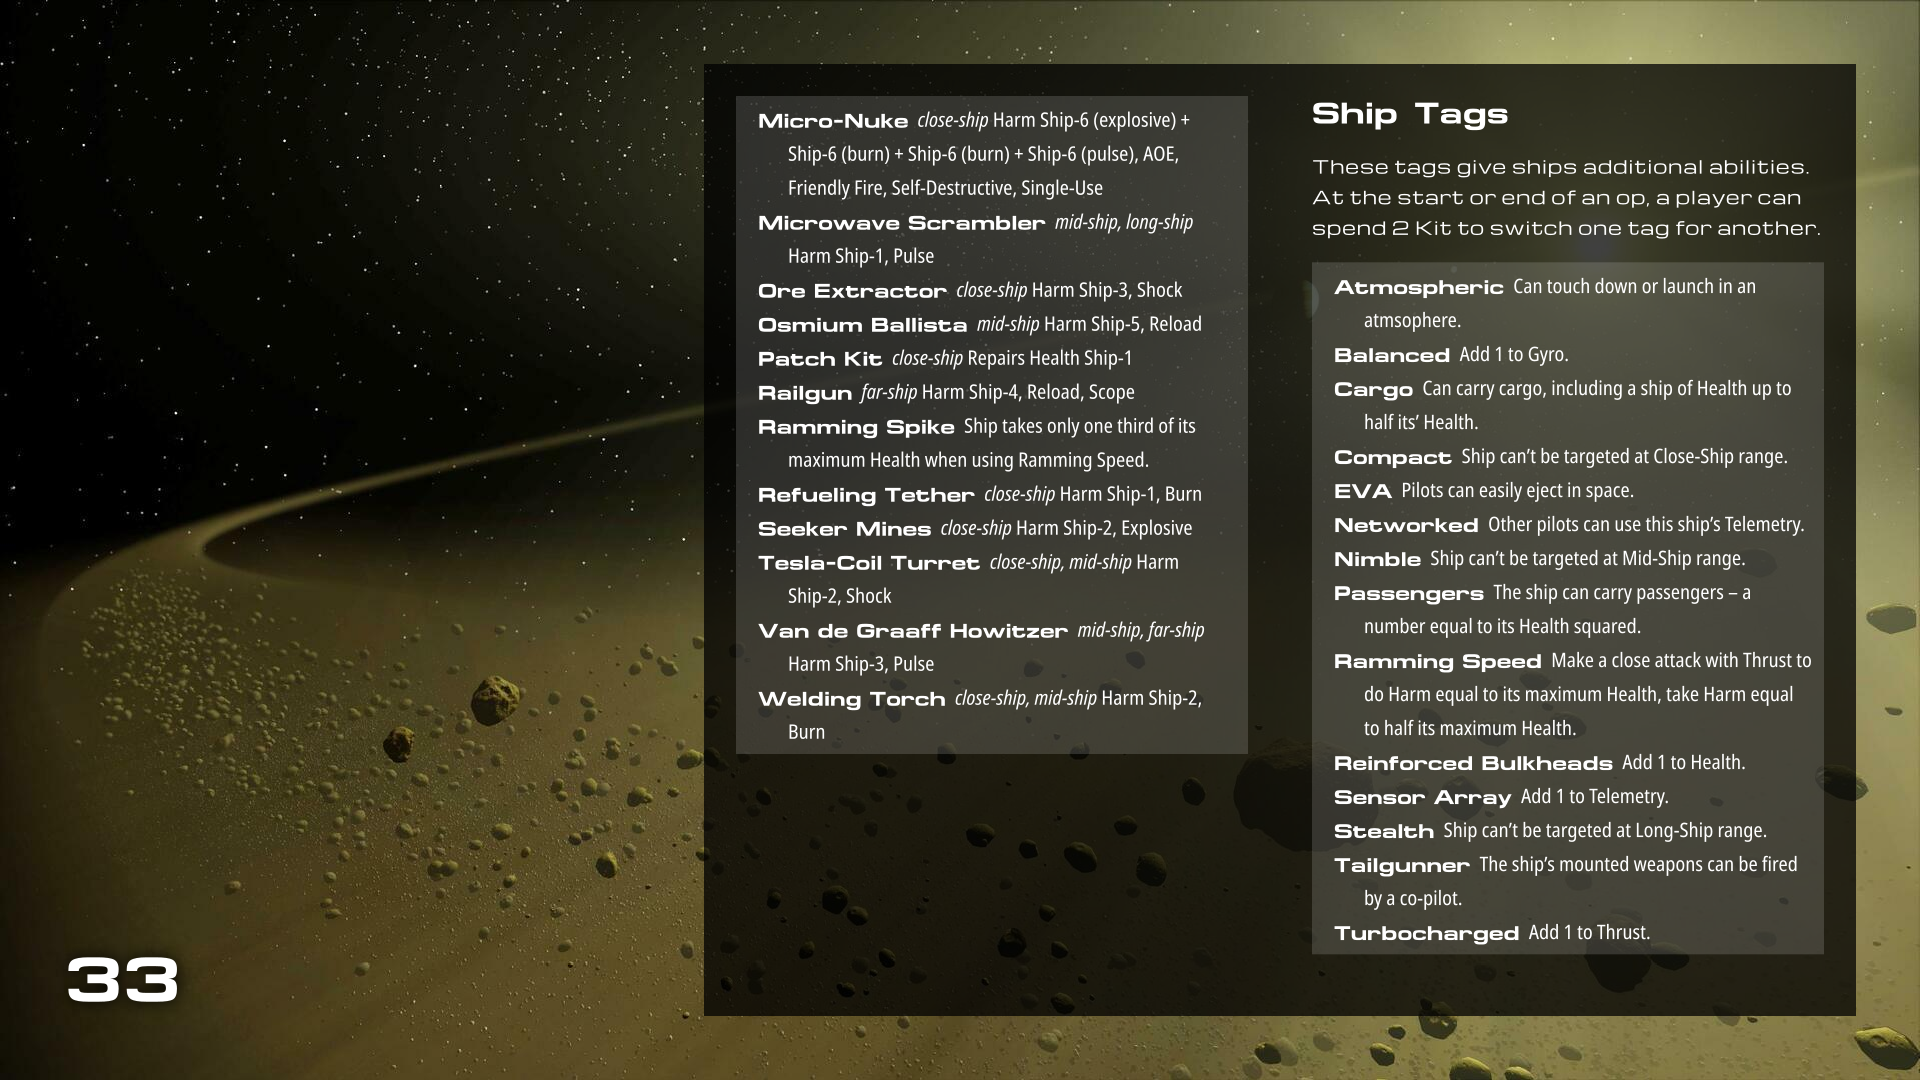 Micro-Nuke close-ship Harm Ship-6 (explosive) +
Ship-6 (burn) + Ship-6 (burn) + Ship-6 (pulse), AOE,
Friendly Fire, Self-Destructive, Single-Use
Microwave Scrambler mid-ship, long-ship
Harm Ship-1, Pulse
Ore Extractor close-ship Harm Ship-3, Shock
Osmium Ballista mid-ship Harm Ship-5, Reload
Patch Kit close-ship Repairs Health Ship-1
Railgun far-ship Harm Ship-4, Reload, Scope
Ramming Spike Ship takes only one third of its
maximum Health when using Ramming Speed.
Refueling Tether close-ship Harm Ship-1, Burn
Seeker Mines close-ship Harm Ship-2, Explosive
Tesla-Coil Turret close-ship, mid-ship Harm
Ship-2, Shock
Van de Graaff Howitzer mid-ship, far-ship
Harm Ship-3, Pulse
Welding Torch close-ship, mid-ship Harm Ship-2,
Burn
Ship Tags
These tags give ships additional abilities.
At the start or end of an op, a player can
spend 2 Kit to switch one tag for another.
Atmospheric Can touch down or launch in an
atmsophere.
Balanced Add 1 to Gyro.
Cargo Can carry cargo, including a ship of Health up to
half its’ Health.
Compact Ship can’t be targeted at Close-Ship range.
EVA Pilots can easily eject in space.
Networked Other pilots can use this ship’s Telemetry.
Nimble Ship can’t be targeted at Mid-Ship range.
Passengers The ship can carry passengers – a
number equal to its Health squared.
Ramming Speed Make a close attack with Thrust to
do Harm equal to its maximum Health, take Harm equal
to half its maximum Health.
Reinforced Bulkheads Add 1 to Health.
Sensor Array Add 1 to Telemetry.
Stealth Ship can’t be targeted at Long-Ship range.
Tailgunner The ship’s mounted weapons can be fired
by a co-pilot.
Turbocharged Add 1 to Thrust.
33